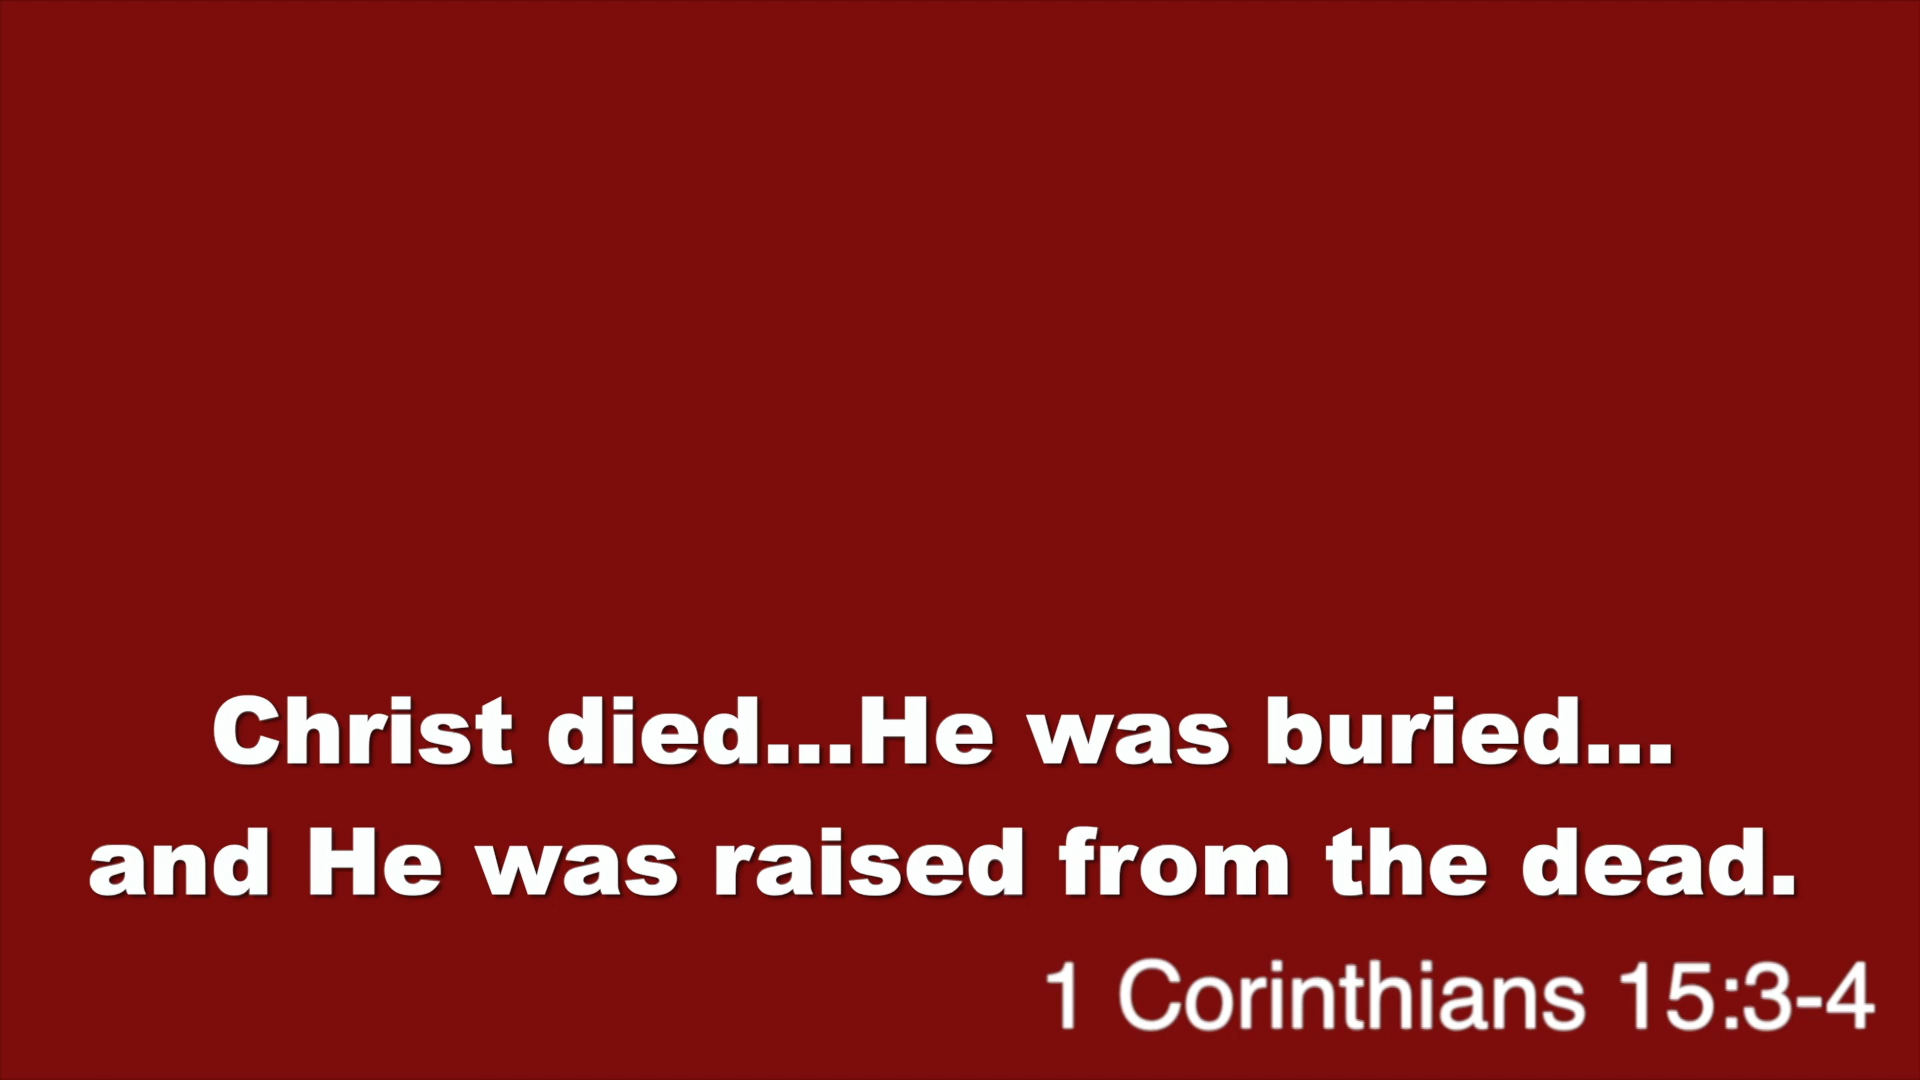 Christ died...He was buried...
and He was raised from the dead.
1 Corinthians 15:3-4